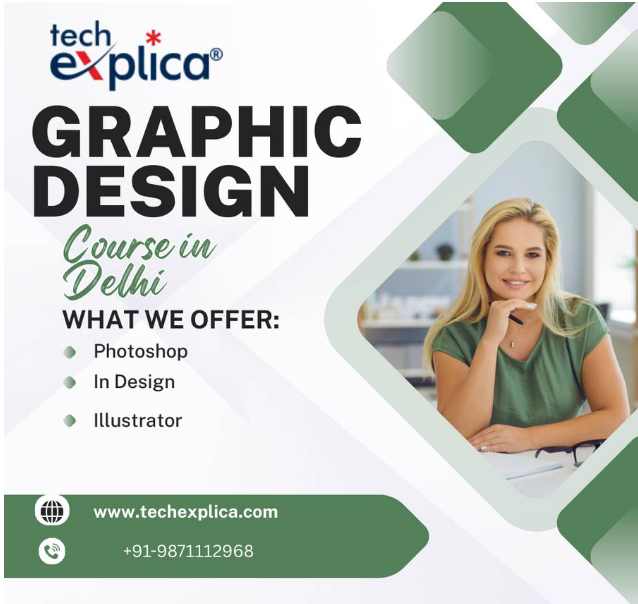 tech
explica®
GRAPHIC
DESIGN
Course in
Delhi
WHAT WE OFFER:
Photoshop
In Design
Illustrator
www.techexplica.com
+91-9871112968